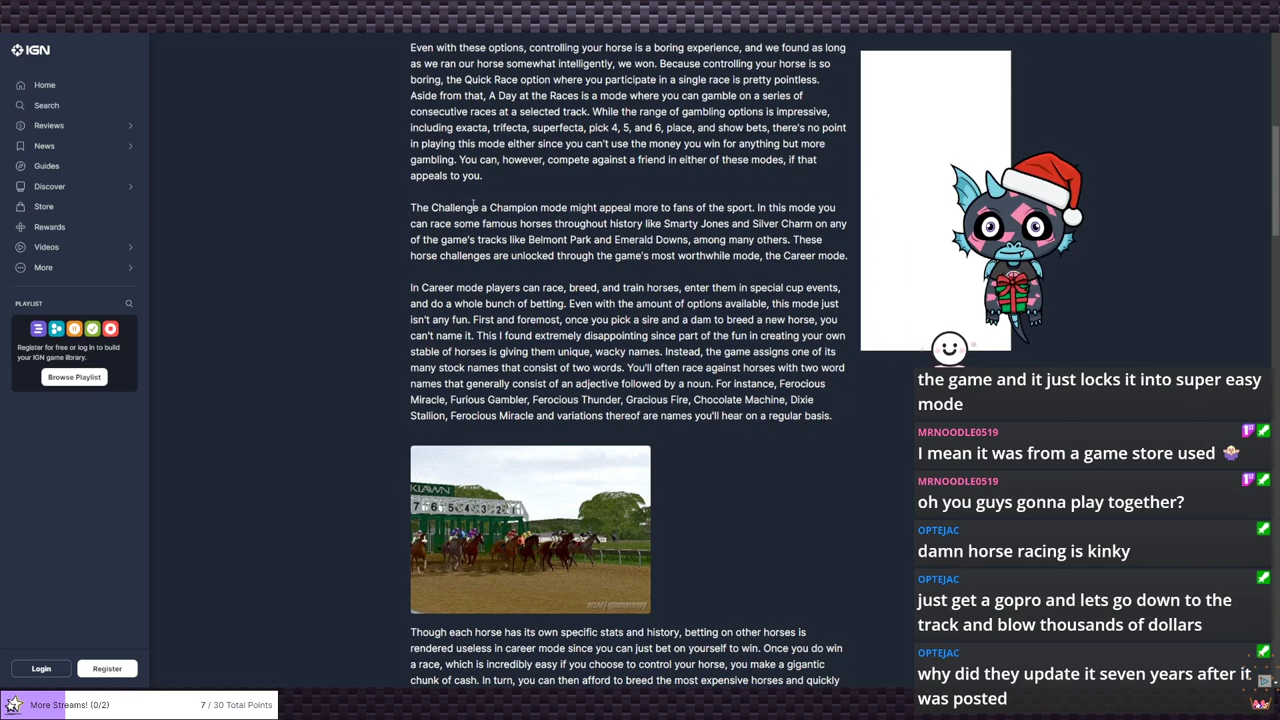 IGN
Home
Search
Reviews
News
Guides
Discover
Store
Rewards
Videos
More
PLAYLIST
Register for free or log in to build
your IGN game library.
Browse Playlist
Login
Register
More Streams! (0/2)
7 / 30 Total Points
Even with these options, controlling your horse is a boring experience, and we found as long
as we ran our horse somewhat intelligently, we won. Because controlling your horse is so
boring, the Quick Race option where you participate in a single race is pretty pointless.
Aside from that, A Day at the Races is a mode where you can gamble on a series of
consecutive races at a selected track. While the range of gambling options is impressive,
including exacta, trifecta, superfecta, pick 4, 5, and 6, place, and show bets, there's no point
in playing this mode either since you can't use the money you win for anything but more
gambling. You can, however, compete against a friend in either of these modes, if that
appeals to you.
The Challenge a Champion mode might appeal more to fans of the sport. In this mode you
can race some famous horses throughout history like Smarty Jones and Silver Charm on any
of the game's tracks like Belmont Park and Emerald Downs, among many others. These
horse challenges are unlocked through the game's most worthwhile mode, the Career mode.
In Career mode players can race, breed, and train horses, enter them in special cup events,
and do a whole bunch of betting. Even with the amount of options available, this mode just
isn't any fun. First and foremost, once you pick a sire and a dam to breed a new horse, you
can't name it. This I found extremely disappointing since part of the fun in creating your own
stable of horses is giving them unique, wacky names. Instead, the game assigns one of its
many stock names that consist of two words. You'll often race against horses with two word
names that generally consist of an adjective followed by a noun. For instance, Ferocious
Miracle, Furious Gambler, Ferocious Thunder, Gracious Fire, Chocolate Machine, Dixie
Stallion, Ferocious Miracle and variations thereof are names you'll hear on a regular basis.
KLAWN
7 6 5 4 3 2 1
IGN/gamespy
Though each horse has its own specific stats and history, betting on other horses is
rendered useless in career mode since you can just bet on yourself to win. Once you do win
a race, which is incredibly easy if you choose to control your horse, you make a gigantic
chunk of cash. In turn, you can then afford to breed the most expensive horses and quickly
the game and it just locks it into super easy
mode
MRNOODLE0519
I mean it was from a game store used
MRNOODLE0519
oh you guys gonna play together?
OPTEJAC
damn horse racing is kinky
OPTEJAC
just get a gopro and lets go down to the
track and blow thousands of dollars
OPTEJAC
why did they update it seven years after it
was posted